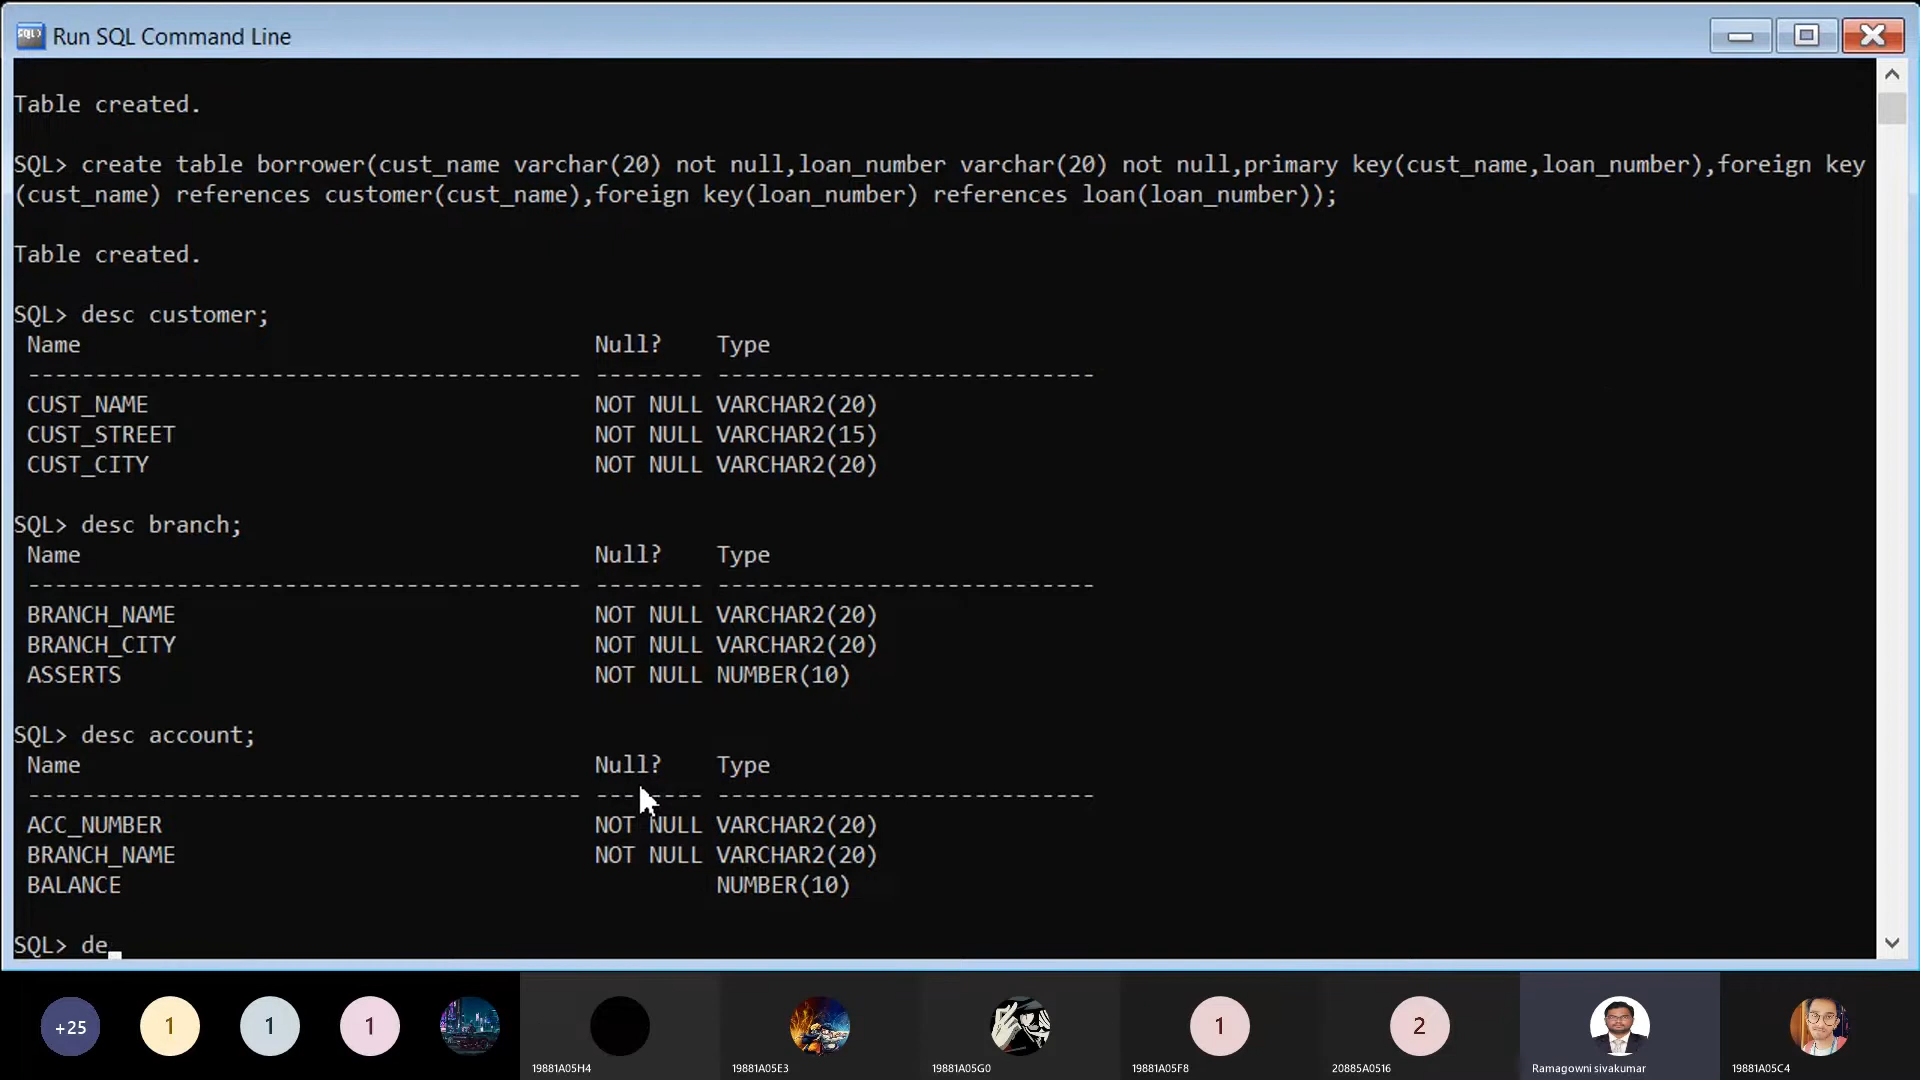 Run SQL Command Line
Table created.
SQL> create table borrower(cust_name varchar(20) not null,loan_number varchar(20) not null,primary key(cust_name,loan_number),foreign key
(cust_name) references customer(cust_name),foreign key(loan_number) references loan(loan_number));
Table created.
SQL> desc customer;
Name Null? Type
----------------------------------------- -------- ----------------------------
CUST_NAME NOT NULL VARCHAR2(20)
CUST_STREET NOT NULL VARCHAR2(15)
CUST_CITY NOT NULL VARCHAR2(20)
SQL> desc branch;
Name Null? Type
----------------------------------------- -------- ----------------------------
BRANCH_NAME NOT NULL VARCHAR2(20)
BRANCH_CITY NOT NULL VARCHAR2(20)
ASSERTS NOT NULL NUMBER(10)
SQL> desc account;
Name Null? Type
----------------------------------------- -------- ----------------------------
ACC_NUMBER NOT NULL VARCHAR2(20)
BRANCH_NAME NOT NULL VARCHAR2(20)
BALANCE NUMBER(10)
SQL> de_
+25 1 1 1 1 2
19881A05H4 19881A05E3 19881A05G0 19881A05F8 20885A0516 Ramagowni sivakumar 19881A05C4